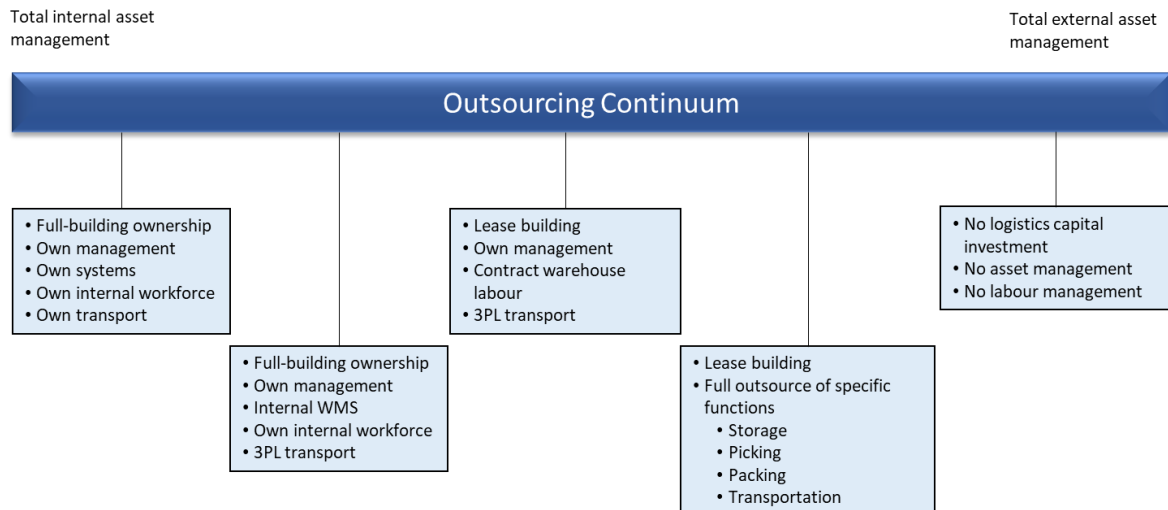 Total internal asset
management
Total external asset
management
Outsourcing Continuum
• Full-building ownership
• Own management
• Own systems
• Own internal workforce
• Own transport
• Full-building ownership
• Own management
• Internal WMS
• Own internal workforce
• 3PL transport
• Lease building
• Own management
• Contract warehouse
labour
• 3PL transport
• Lease building
• Full outsource of specific
functions
• Storage
• Picking
• Packing
• Transportation
• No logistics capital
investment
• No asset management
• No labour management